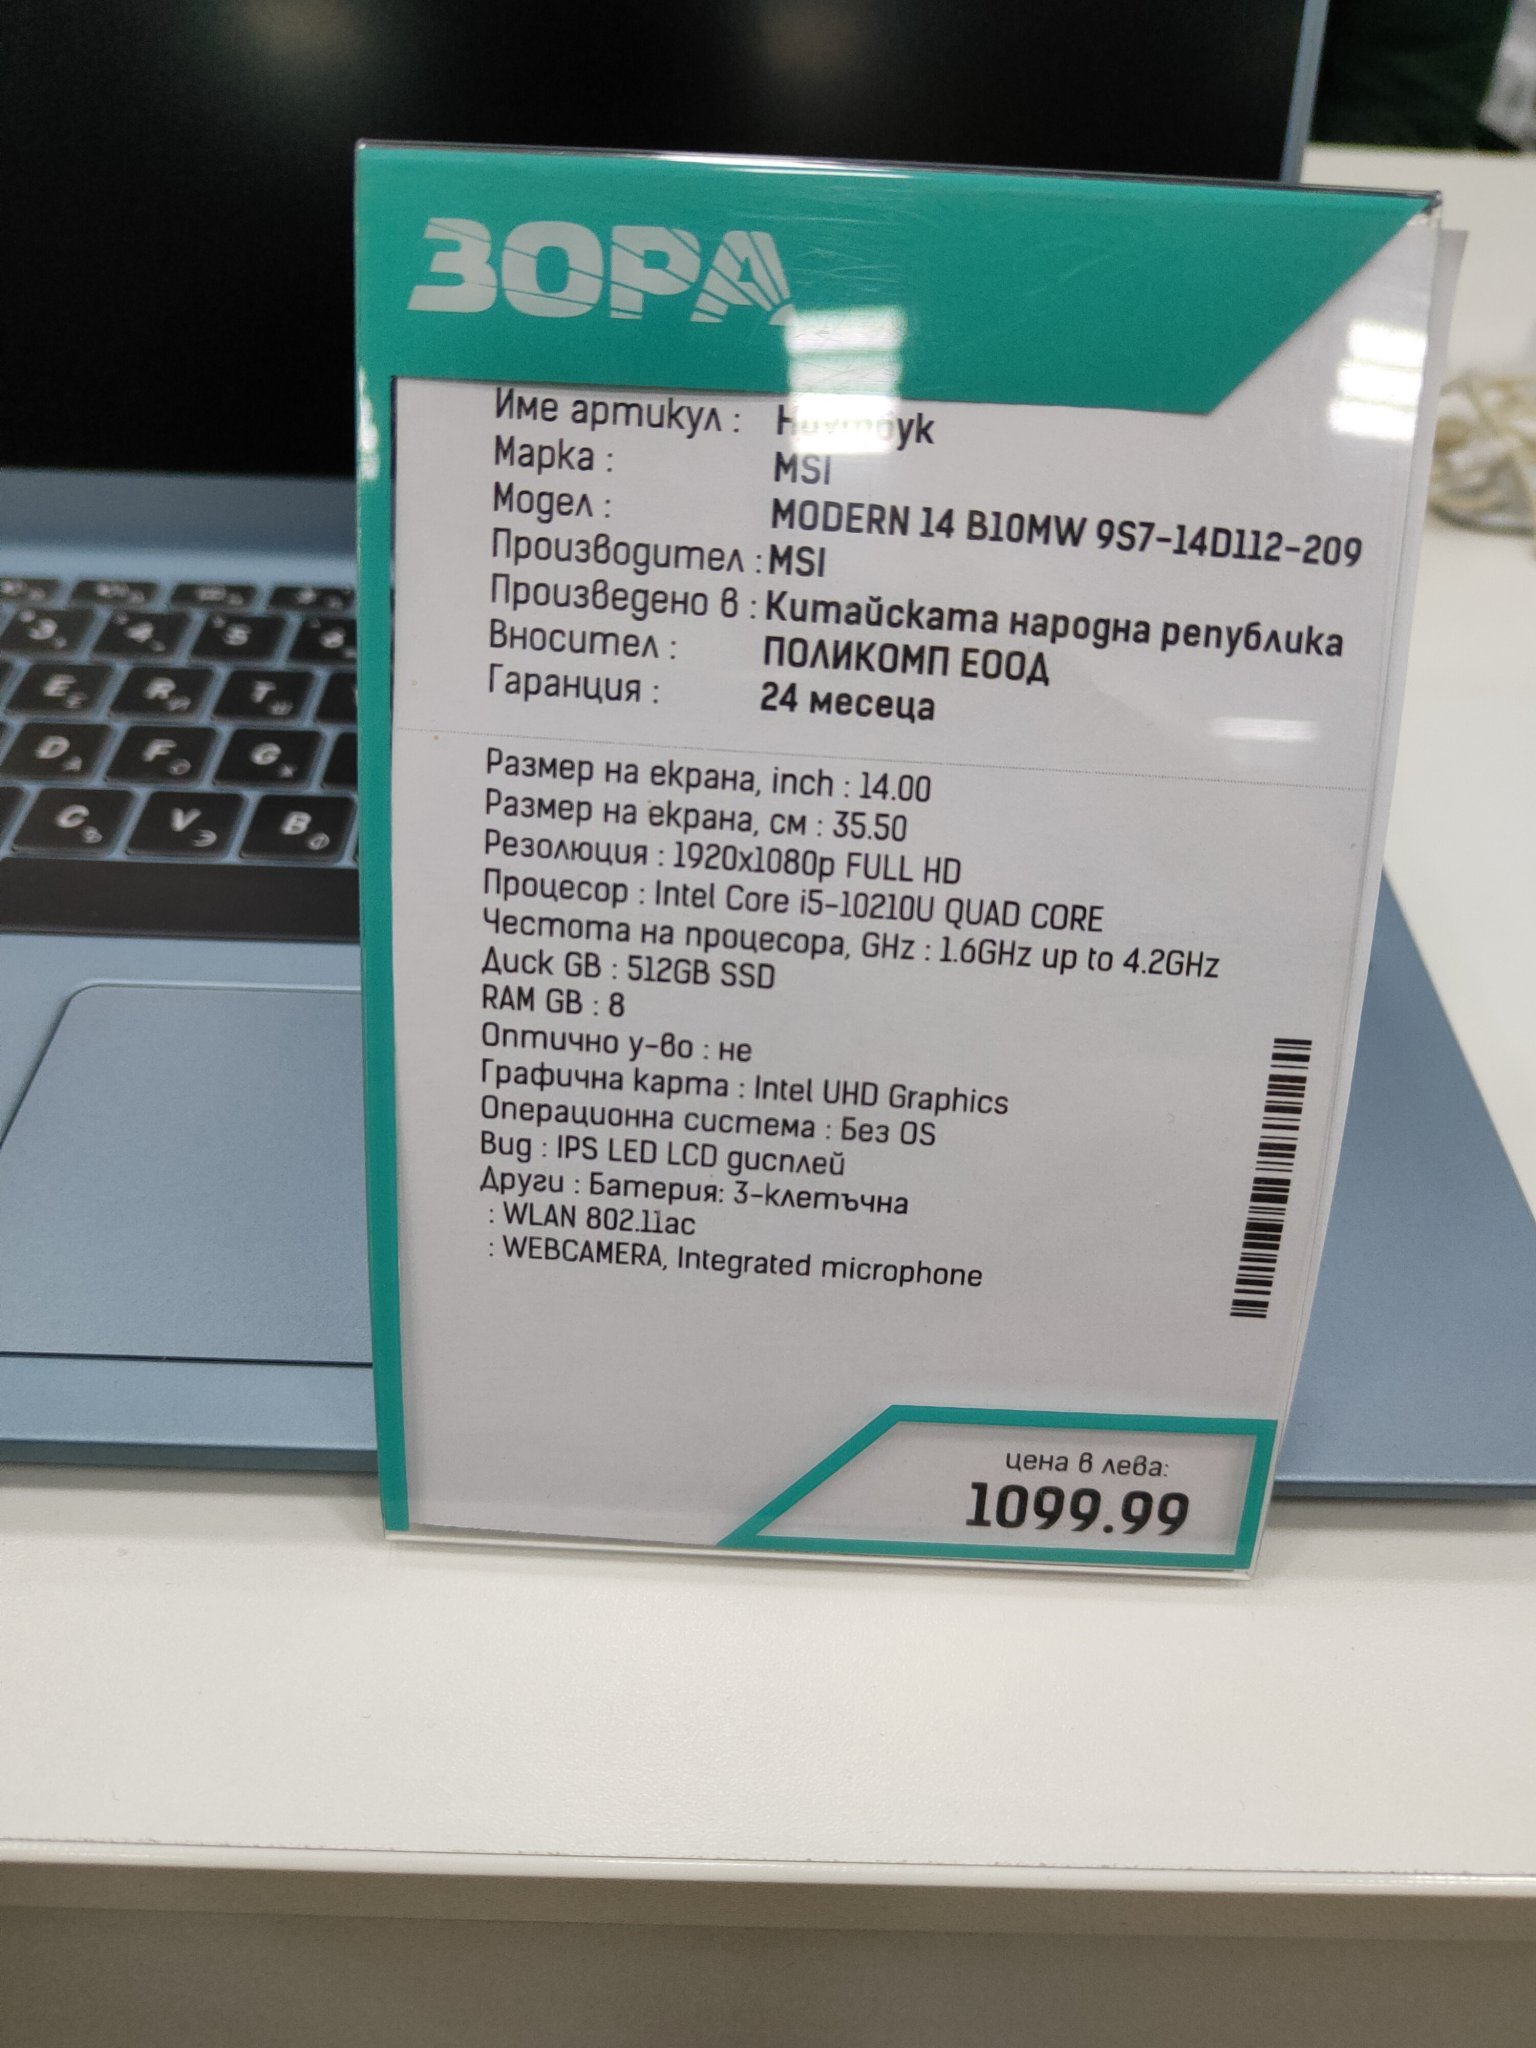 ЗОРА
Име артикул : Ноутбук
Марка : MSI
Модел : MODERN 14 B10MW 9S7-14D112-209
Производител : MSI
Произведено в : Китайската народна република
Вносител : ПОЛИКОМП ЕООД
Гаранция : 24 месеца
Размер на екрана, inch : 14.00
Размер на екрана, см : 35.50
Резолюция : 1920x1080p FULL HD
Процесор : Intel Core i5-10210U QUAD CORE
Честота на процесора, GHz : 1.6GHz up to 4.2GHz
Диск GB : 512GB SSD
RAM GB : 8
Оптично у-во : не
Графична карта : Intel UHD Graphics
Операционна система : Без OS
Вид : IPS LED LCD дисплей
Други : Батерия: 3-клетъчна
: WLAN 802.11ac
: WEBCAMERA, Integrated microphone
цена в лева:
1099.99
3 4 5 6
E R T
D F G
C V B